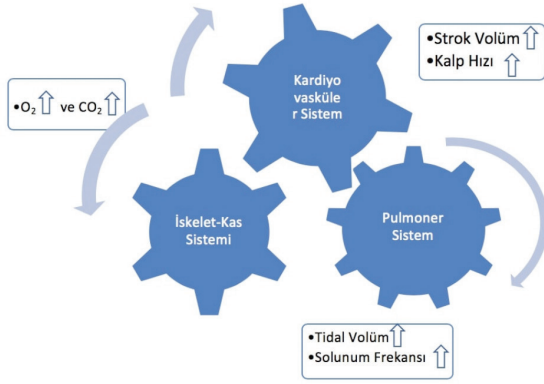 •Strok Volüm
•Kalp Hızı
Kardiyo
vasküle
r Sistem
•O₂ ve CO₂
İskelet-Kas
Sistemi
Pulmoner
Sistem
•Tidal Volüm
•Solunum Frekansı